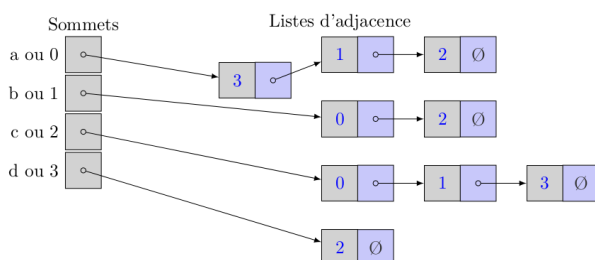 Sommets
Listes d'adjacence
a ou 0
3
1
2 Ø
b ou 1
0
2 Ø
c ou 2
0
1
3 Ø
d ou 3
2 Ø